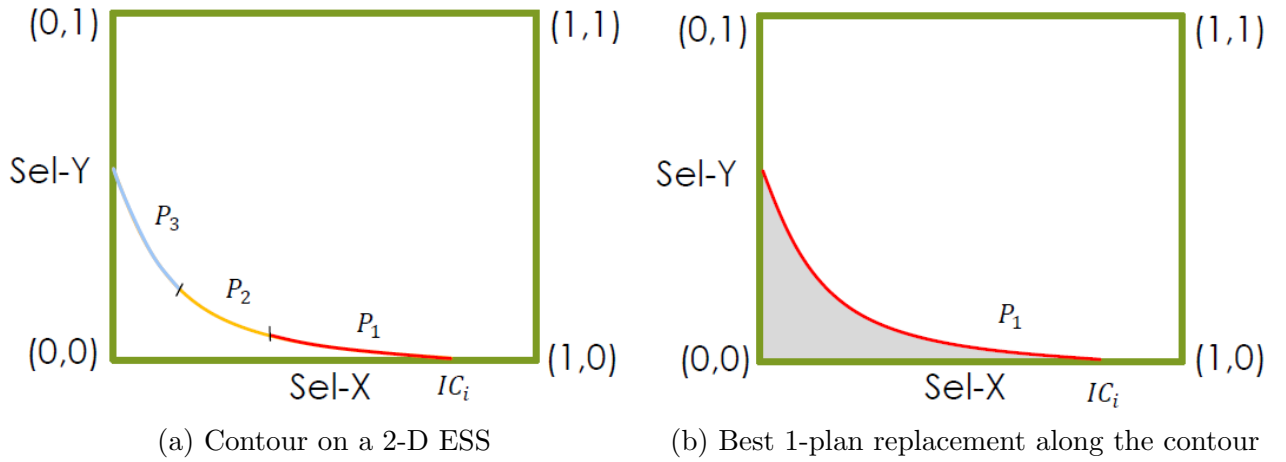 (0,1)
(1,1)
Sel-Y
P3
P2
P1
(0,0)
(1,0)
Sel-X
ICi
(a) Contour on a 2-D ESS
(0,1)
(1,1)
Sel-Y
P1
(0,0)
(1,0)
Sel-X
ICi
(b) Best 1-plan replacement along the contour